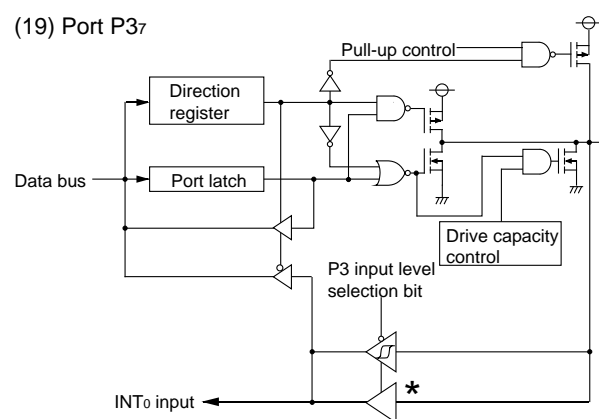 (19) Port P37
Pull-up control
Direction
register
Data bus
Port latch
Drive capacity
control
P3 input level
selection bit
*
INT0 input